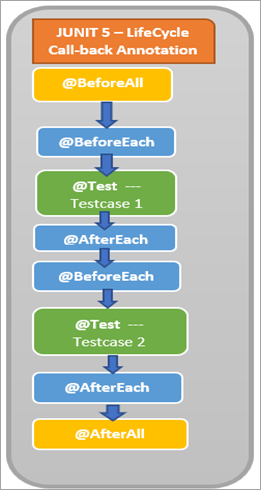 JUNIT 5 – LifeCycle
Call-back Annotation
@BeforeAll
@BeforeEach
@Test ---
Testcase 1
@AfterEach
@BeforeEach
@Test ---
Testcase 2
@AfterEach
@AfterAll